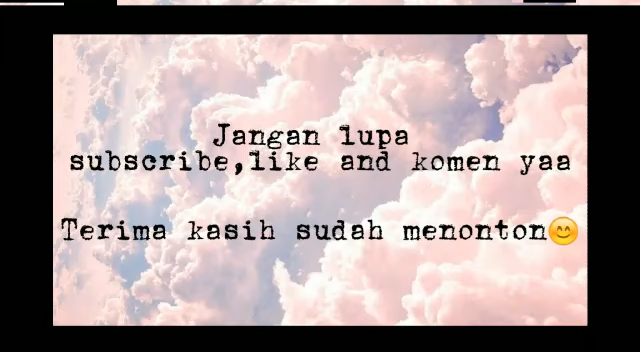 Jangan lupa
subscribe,like and komen yaa
Terima kasih sudah menonton😊